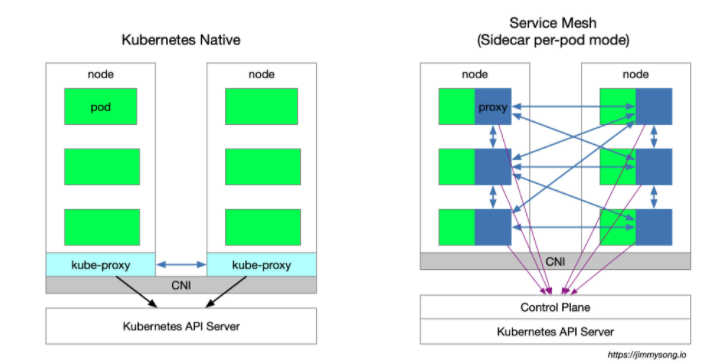 Kubernetes Native
node
node
pod
kube-proxy
kube-proxy
CNI
Kubernetes API Server
Service Mesh
(Sidecar per-pod mode)
node
node
proxy
CNI
Control Plane
Kubernetes API Server
https://jimmysong.io